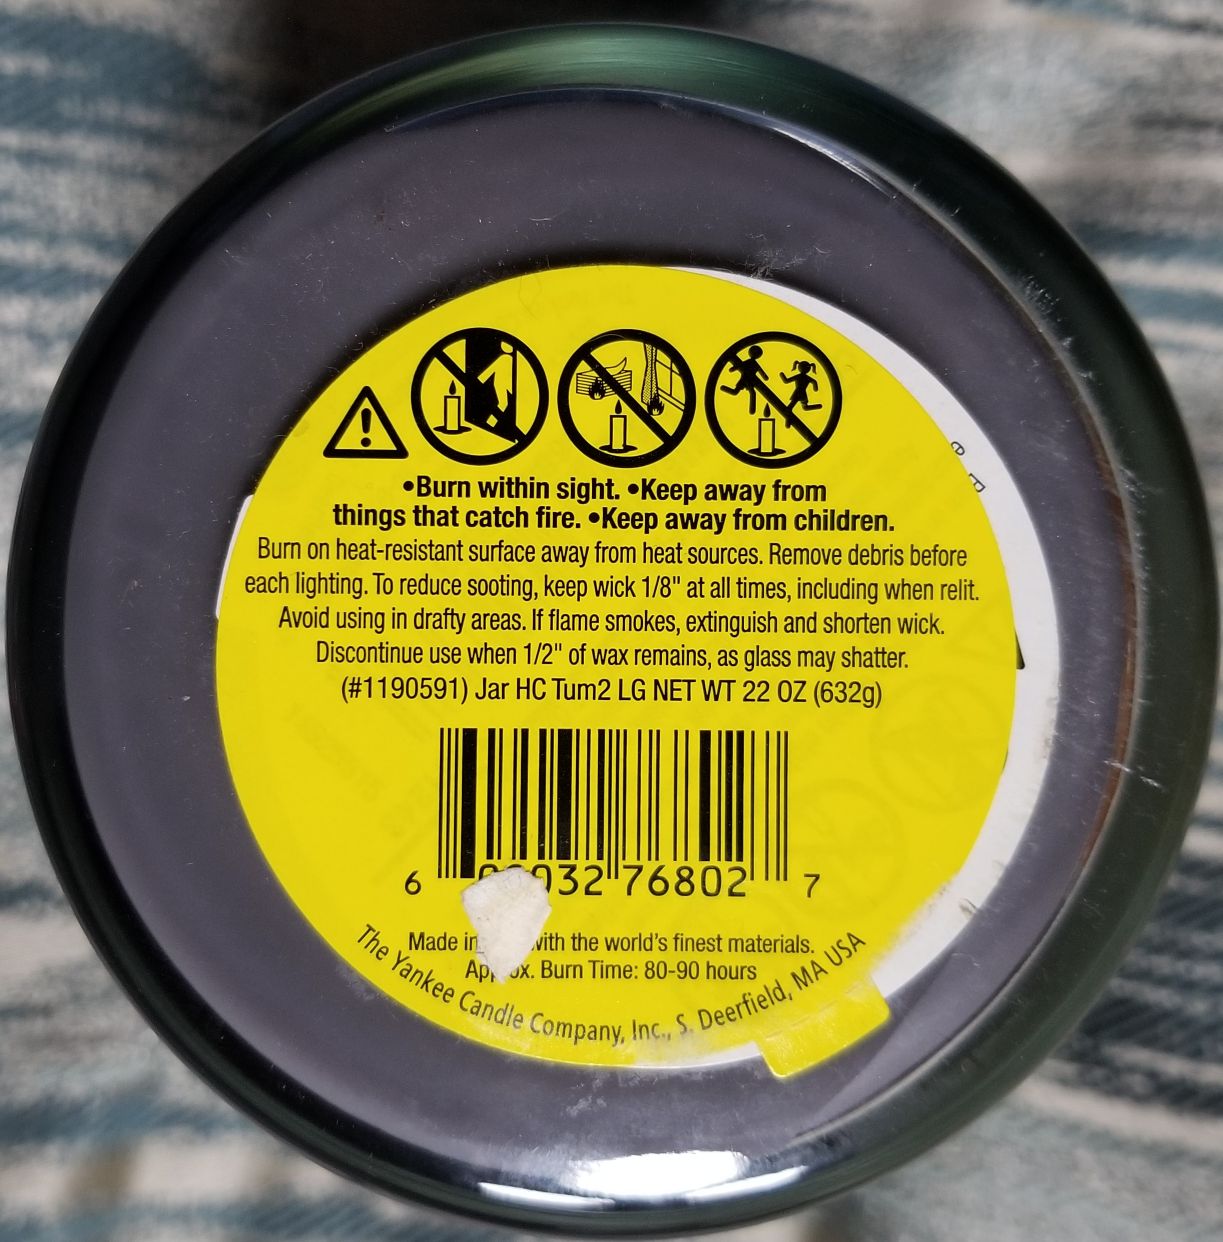 •Burn within sight. •Keep away from
things that catch fire. •Keep away from children.
Burn on heat-resistant surface away from heat sources. Remove debris before
each lighting. To reduce sooting, keep wick 1/8" at all times, including when relit.
Avoid using in drafty areas. If flame smokes, extinguish and shorten wick.
Discontinue use when 1/2" of wax remains, as glass may shatter.
(#1190591) Jar HC Tum2 LG NET WT 22 OZ (632g)
6 032 76802 7
Made in with the world's finest materials.
Burn Time: 80-90 hours
The Yankee Candle Company, Inc., S. Deerfield, MA USA